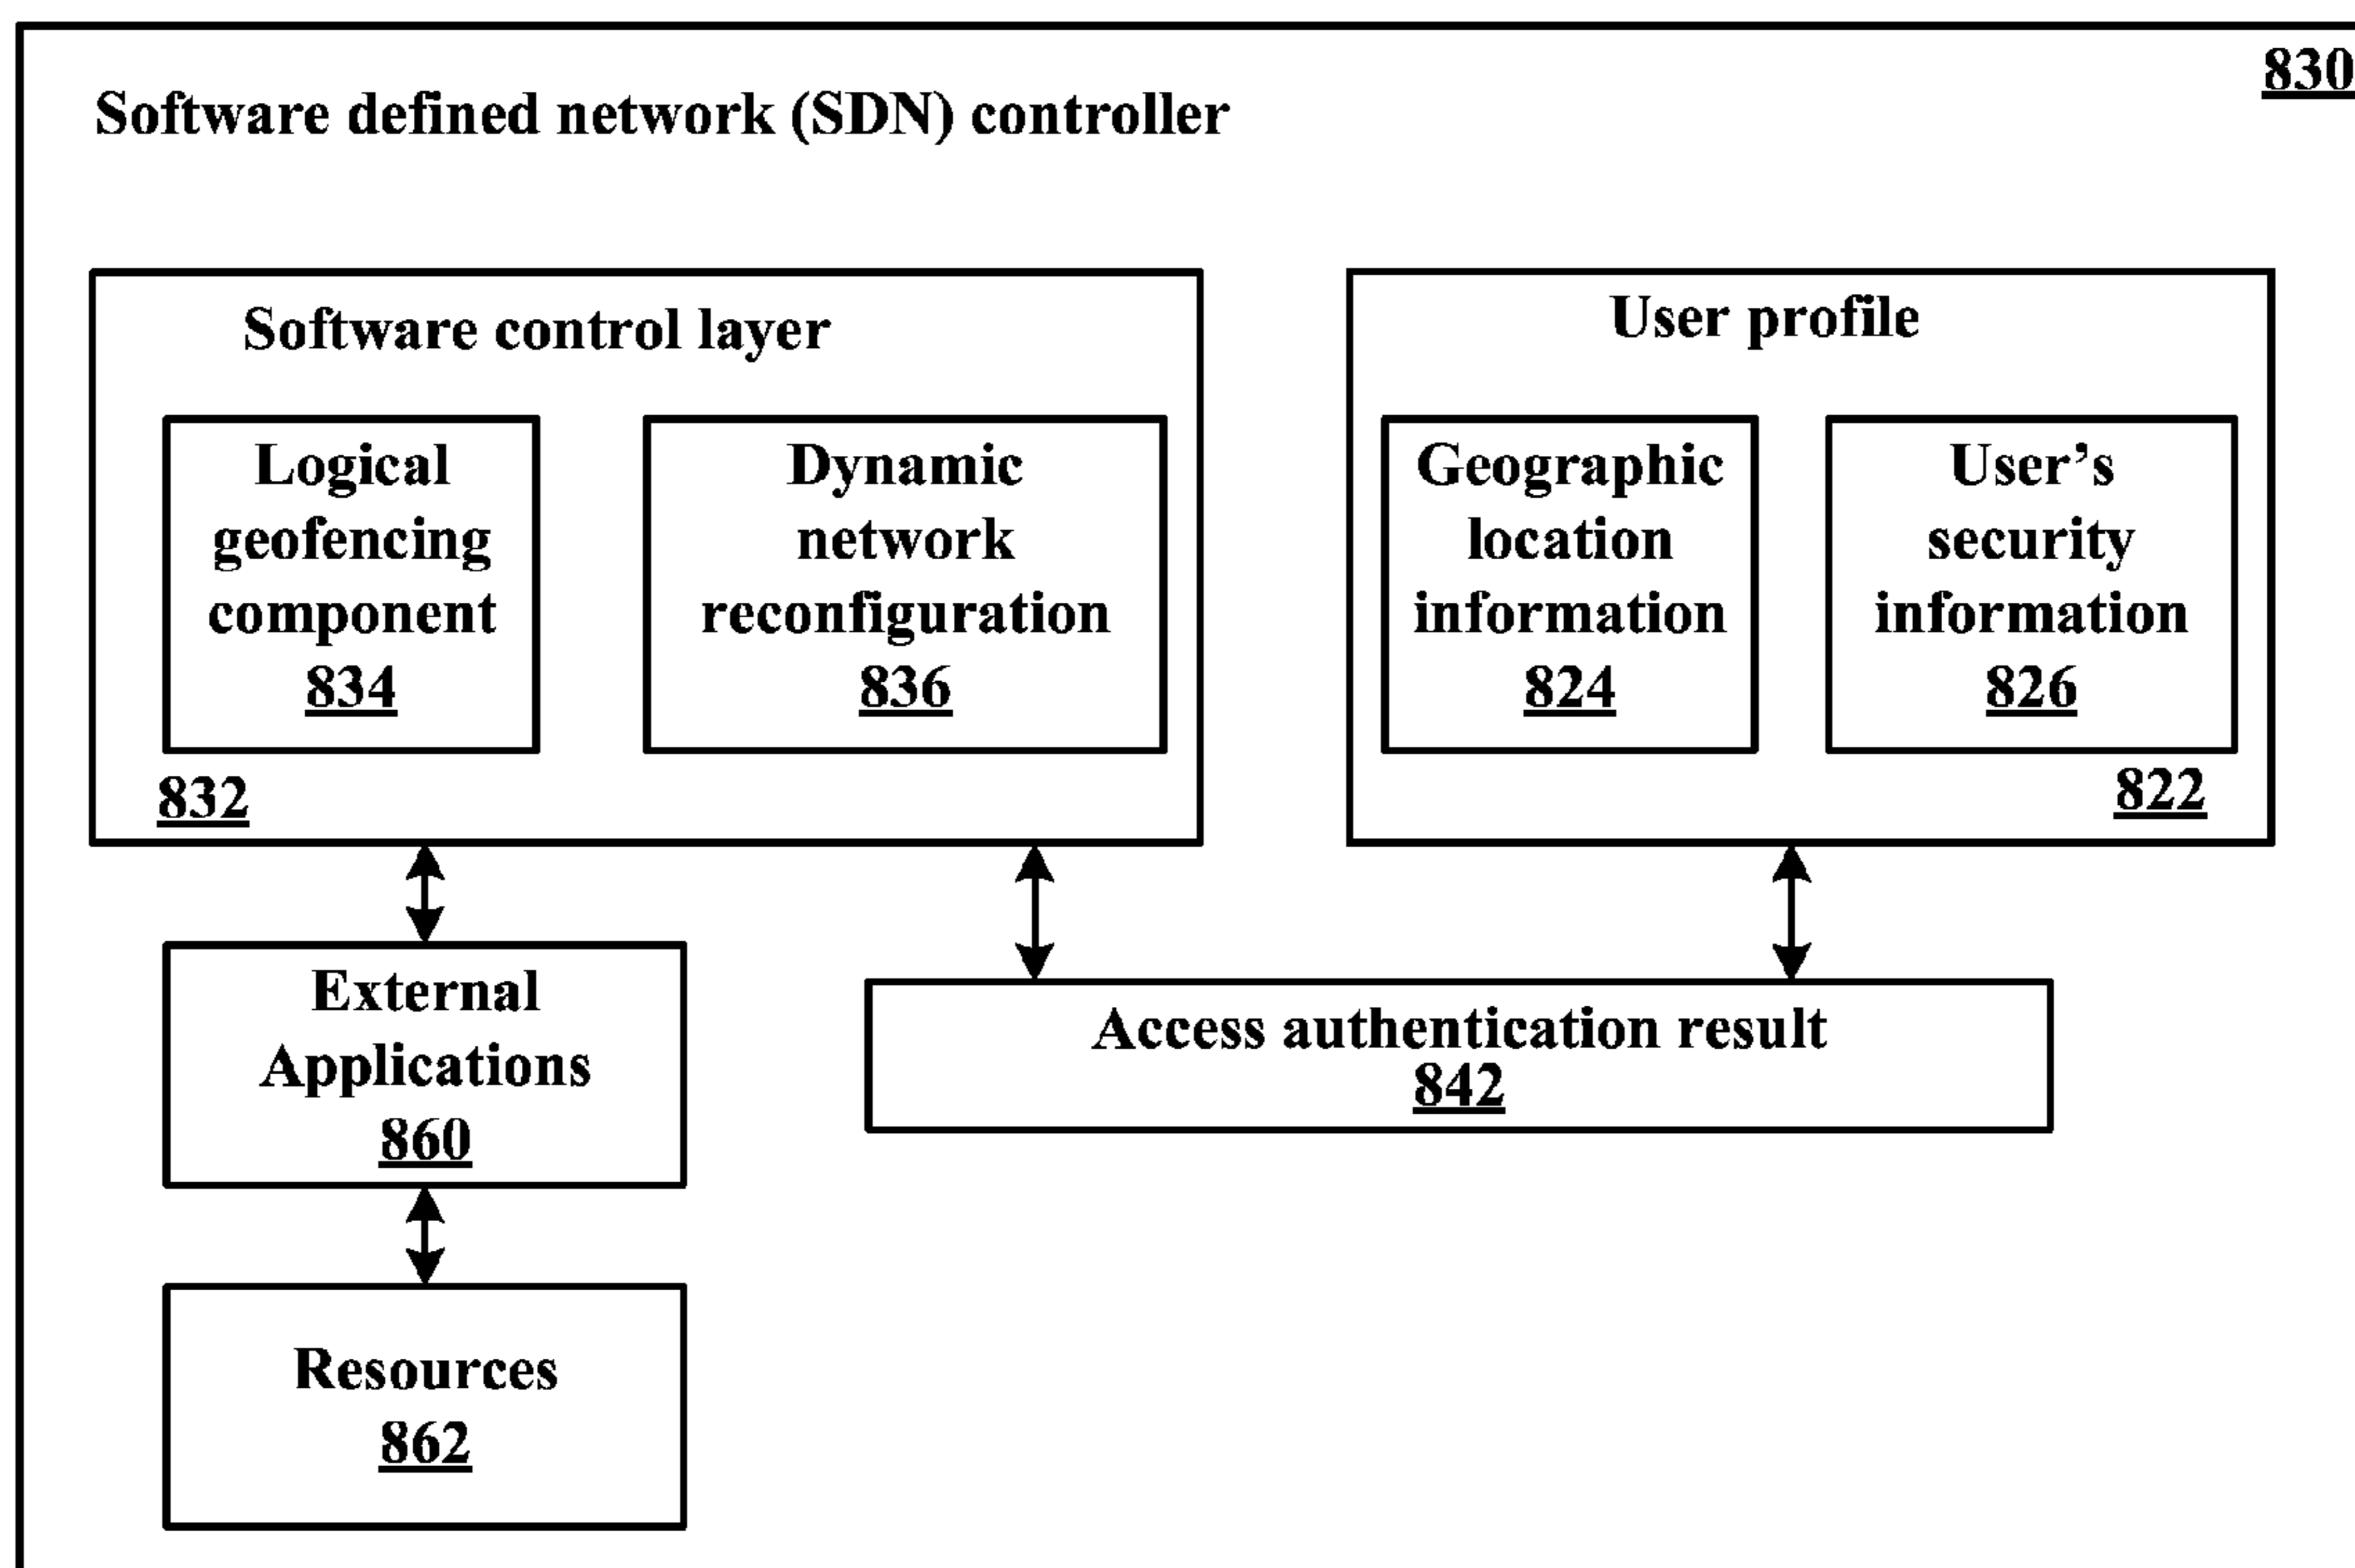 830
Software defined network (SDN) controller
Software control layer
Logical
geofencing
component
834
Dynamic
network
reconfiguration
836
832
User profile
Geographic
location
information
824
User’s
security
information
826
822
External
Applications
860
Access authentication result
842
Resources
862